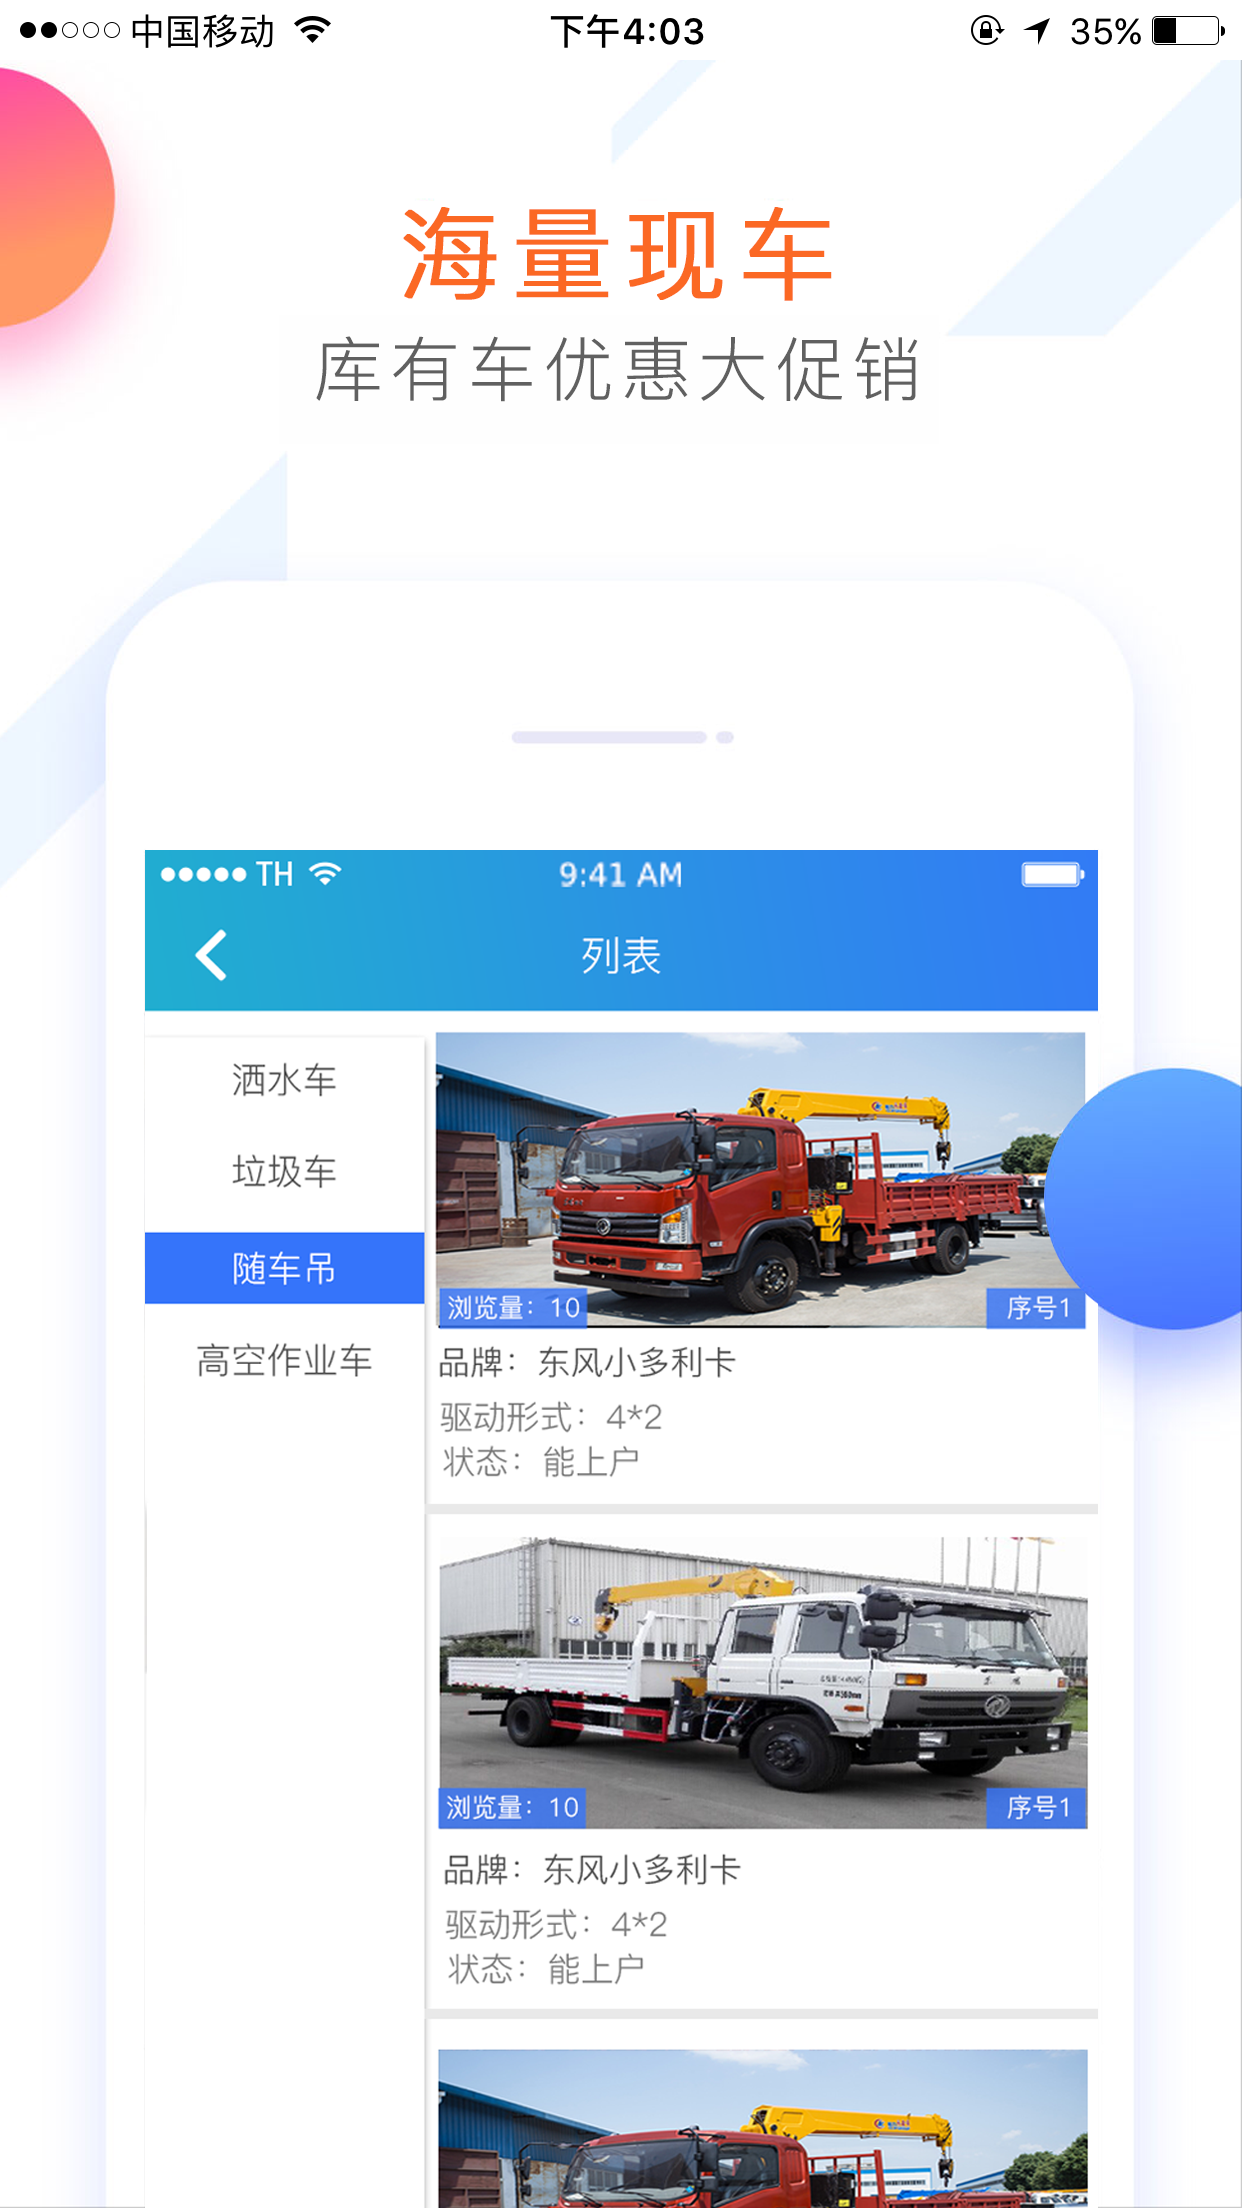 中国移动
下午4:03
35%
海量现车
库有车优惠大促销
TH
9:41 AM
列表
洒水车
垃圾车
随车吊
高空作业车
浏览量：10
序号1
品牌：东风小多利卡
驱动形式：4*2
状态：能上户
浏览量：10
序号1
品牌：东风小多利卡
驱动形式：4*2
状态：能上户